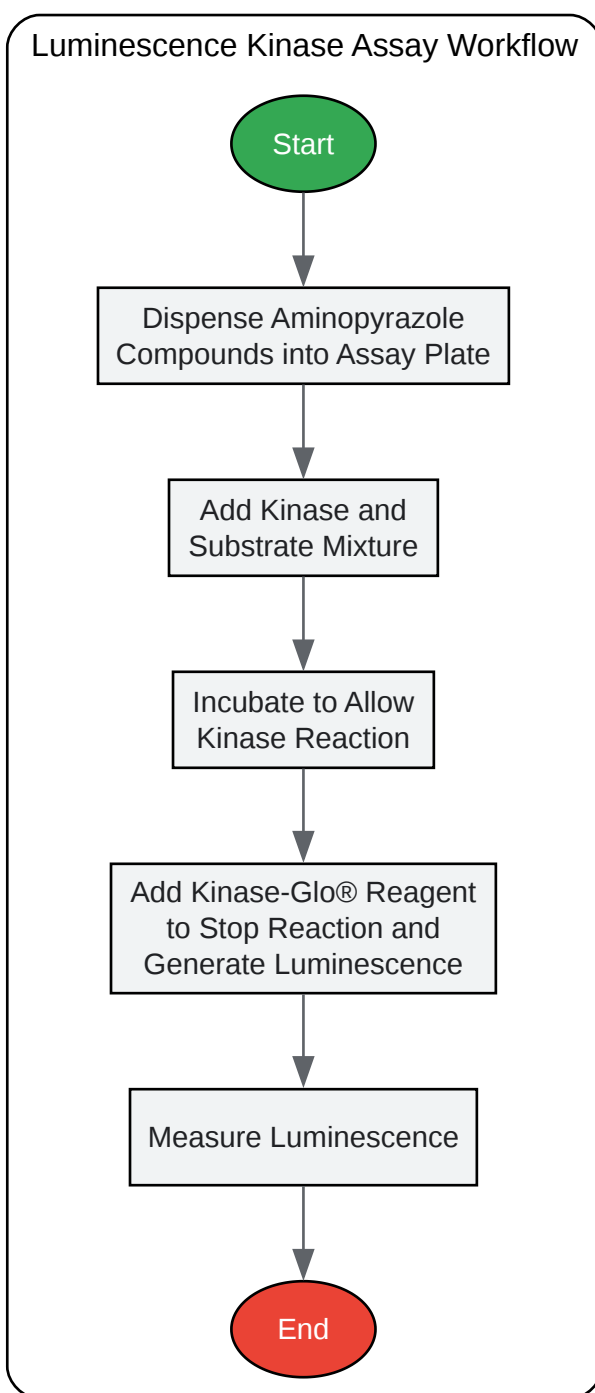 Luminescence Kinase Assay Workflow
Start
Dispense Aminopyrazole
Compounds into Assay Plate
Add Kinase and
Substrate Mixture
Incubate to Allow
Kinase Reaction
Add Kinase-Glo® Reagent
to Stop Reaction and
Generate Luminescence
Measure Luminescence
End